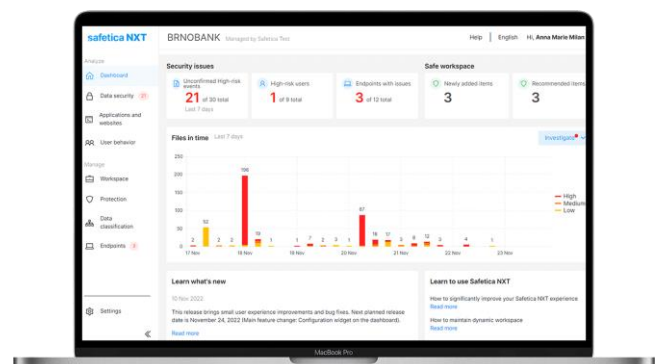 safetica NXT
BRNOBANK Managed by Safetica Test
Help English Hi, Anna Marie Milan
Analyze
Dashboard
Data security 21
Applications and
websites
User behavior
Manage
Workspace
Protection
Data
classification
Endpoints 3
Settings
Security issues
Unconfirmed High-risk
events
21 of 30 total
Last 7 days
High-risk users
1 of 9 total
Endpoints with issues
3 of 12 total
Safe workspace
Newly added items
3
Recommended items
3
Files in time Last 7 days
Investigate
250
200
150
100
50
0
2 52 2 2 196 19 1 1 7 2 3 1 87 16 17 3 8 12 3 4 1
17 Nov 18 Nov 19 Nov 20 Nov 21 Nov 22 Nov 23 Nov
High
Medium
Low
Learn what's new
10 Nov 2022
This release brings small user experience improvements and bug fixes. Next planned release
date is November 24, 2022 (Main feature change: Configuration widget on the dashboard).
Read more
Learn to use Safetica NXT
How to significantly improve your Safetica NXT experience
Read more
How to maintain dynamic workspace
Read more
MacBook Pro